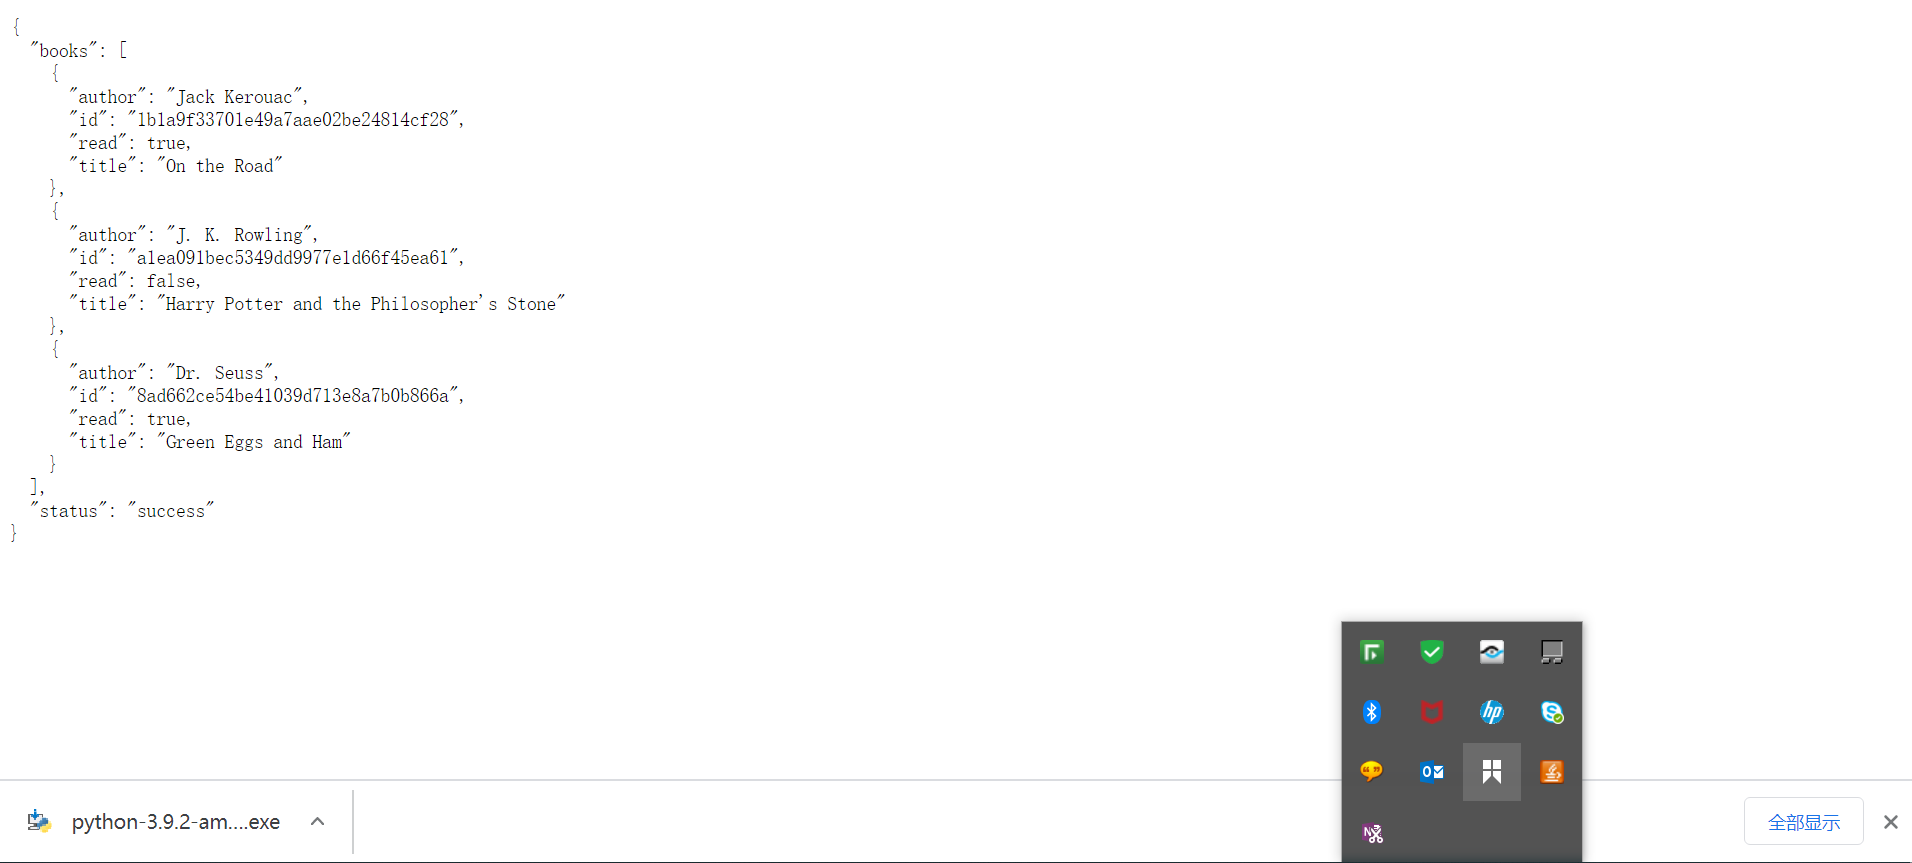 {
"books": [
{
"author": "Jack Kerouac",
"id": "1b1a9f33701e49a7aae02be24814cf28",
"read": true,
"title": "On the Road"
},
{
"author": "J. K. Rowling",
"id": "a1ea091bec5349dd9977e1d66f45ea61",
"read": false,
"title": "Harry Potter and the Philosopher's Stone"
},
{
"author": "Dr. Seuss",
"id": "8ad662ce54be41039d713e8a7b0b866a",
"read": true,
"title": "Green Eggs and Ham"
}
],
"status": "success"
}
hp
python-3.9.2-am....exe
全部显示